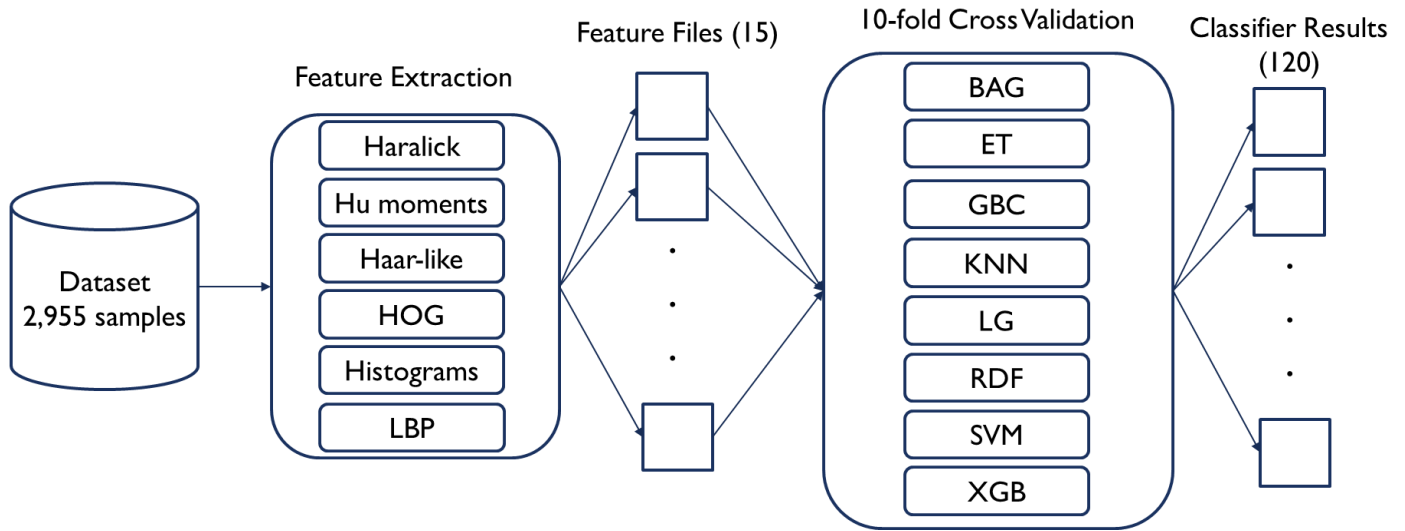 Dataset
2,955 samples
Feature Extraction
Haralick
Hu moments
Haar-like
HOG
Histograms
LBP
Feature Files (15)
10-fold Cross Validation
BAG
ET
GBC
KNN
LG
RDF
SVM
XGB
Classifier Results
(120)